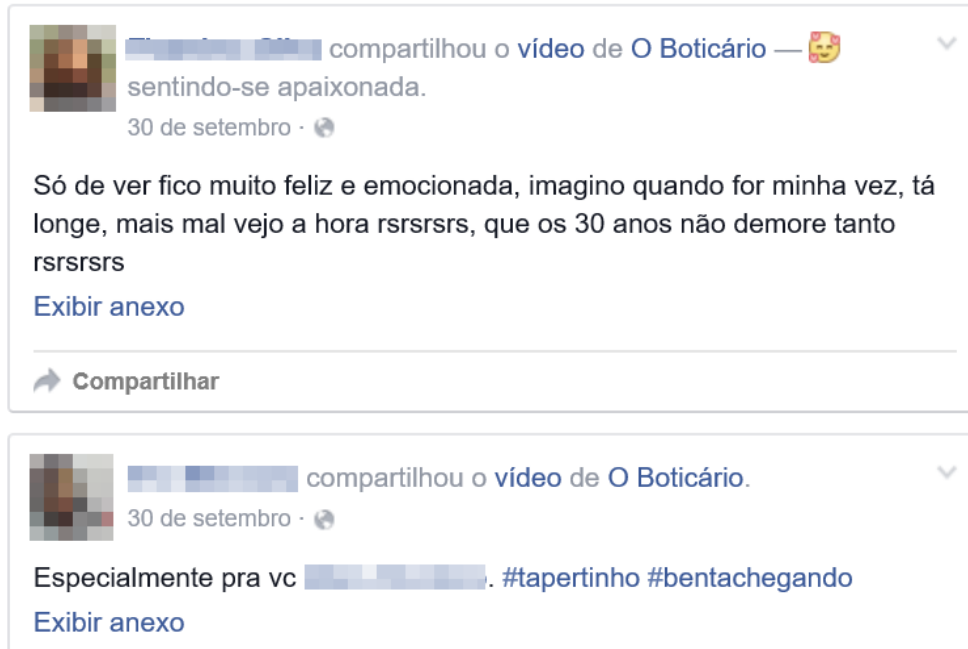 compartilhou o vídeo de O Boticário —
sentindo-se apaixonada.
30 de setembro ·
Só de ver fico muito feliz e emocionada, imagino quando for minha vez, tá
longe, mais mal vejo a hora rsrsrsrs, que os 30 anos não demore tanto
rsrsrsrs
Exibir anexo
Compartilhar
compartilhou o vídeo de O Boticário.
30 de setembro ·
Especialmente pra vc . #tapertinho #bentachegando
Exibir anexo